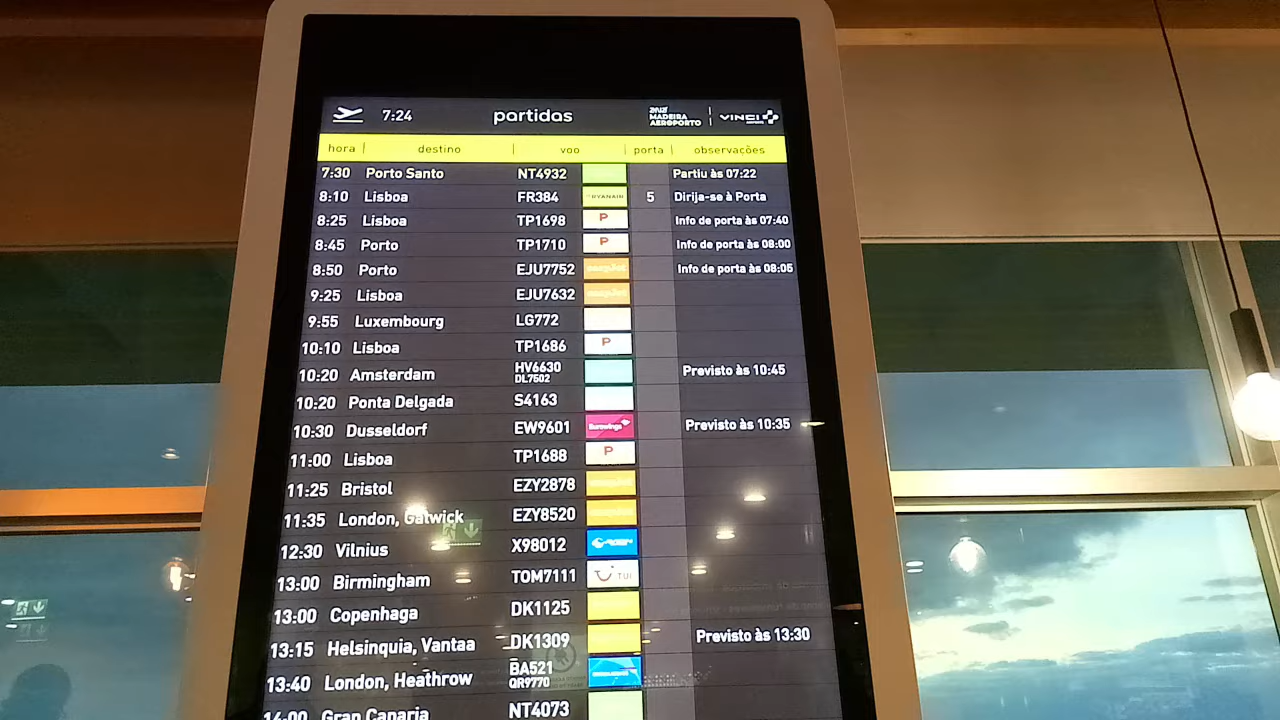 7:24 partidas MADEIRA AEROPORTO VINCI
hora destino voo porta observações
7:30 Porto Santo NT4932 Partiu às 07:22
8:10 Lisboa FR384 RYANAIR 5 Dirija-se à Porta
8:25 Lisboa TP1698 P Info de porta às 07:40
8:45 Porto TP1710 P Info de porta às 08:00
8:50 Porto EJU7752 easyJet Info de porta às 08:05
9:25 Lisboa EJU7632 easyJet
9:55 Luxembourg LG772
10:10 Lisboa TP1686 P
10:20 Amsterdam HV6630 DL7502 Previsto às 10:45
10:20 Ponta Delgada S4163
10:30 Dusseldorf EW9601 Eurowings Previsto às 10:35
11:00 Lisboa TP1688 P
11:25 Bristol EZY2878 easyJet
11:35 London, Gatwick EZY8520 easyJet
12:30 Vilnius X98012
13:00 Birmingham TOM7111 TUI
13:00 Copenhaga DK1125
13:15 Helsinquia, Vantaa DK1309 Previsto às 13:30
13:40 London, Heathrow BA521 QR9770
14:00 Gran Canaria NT4073